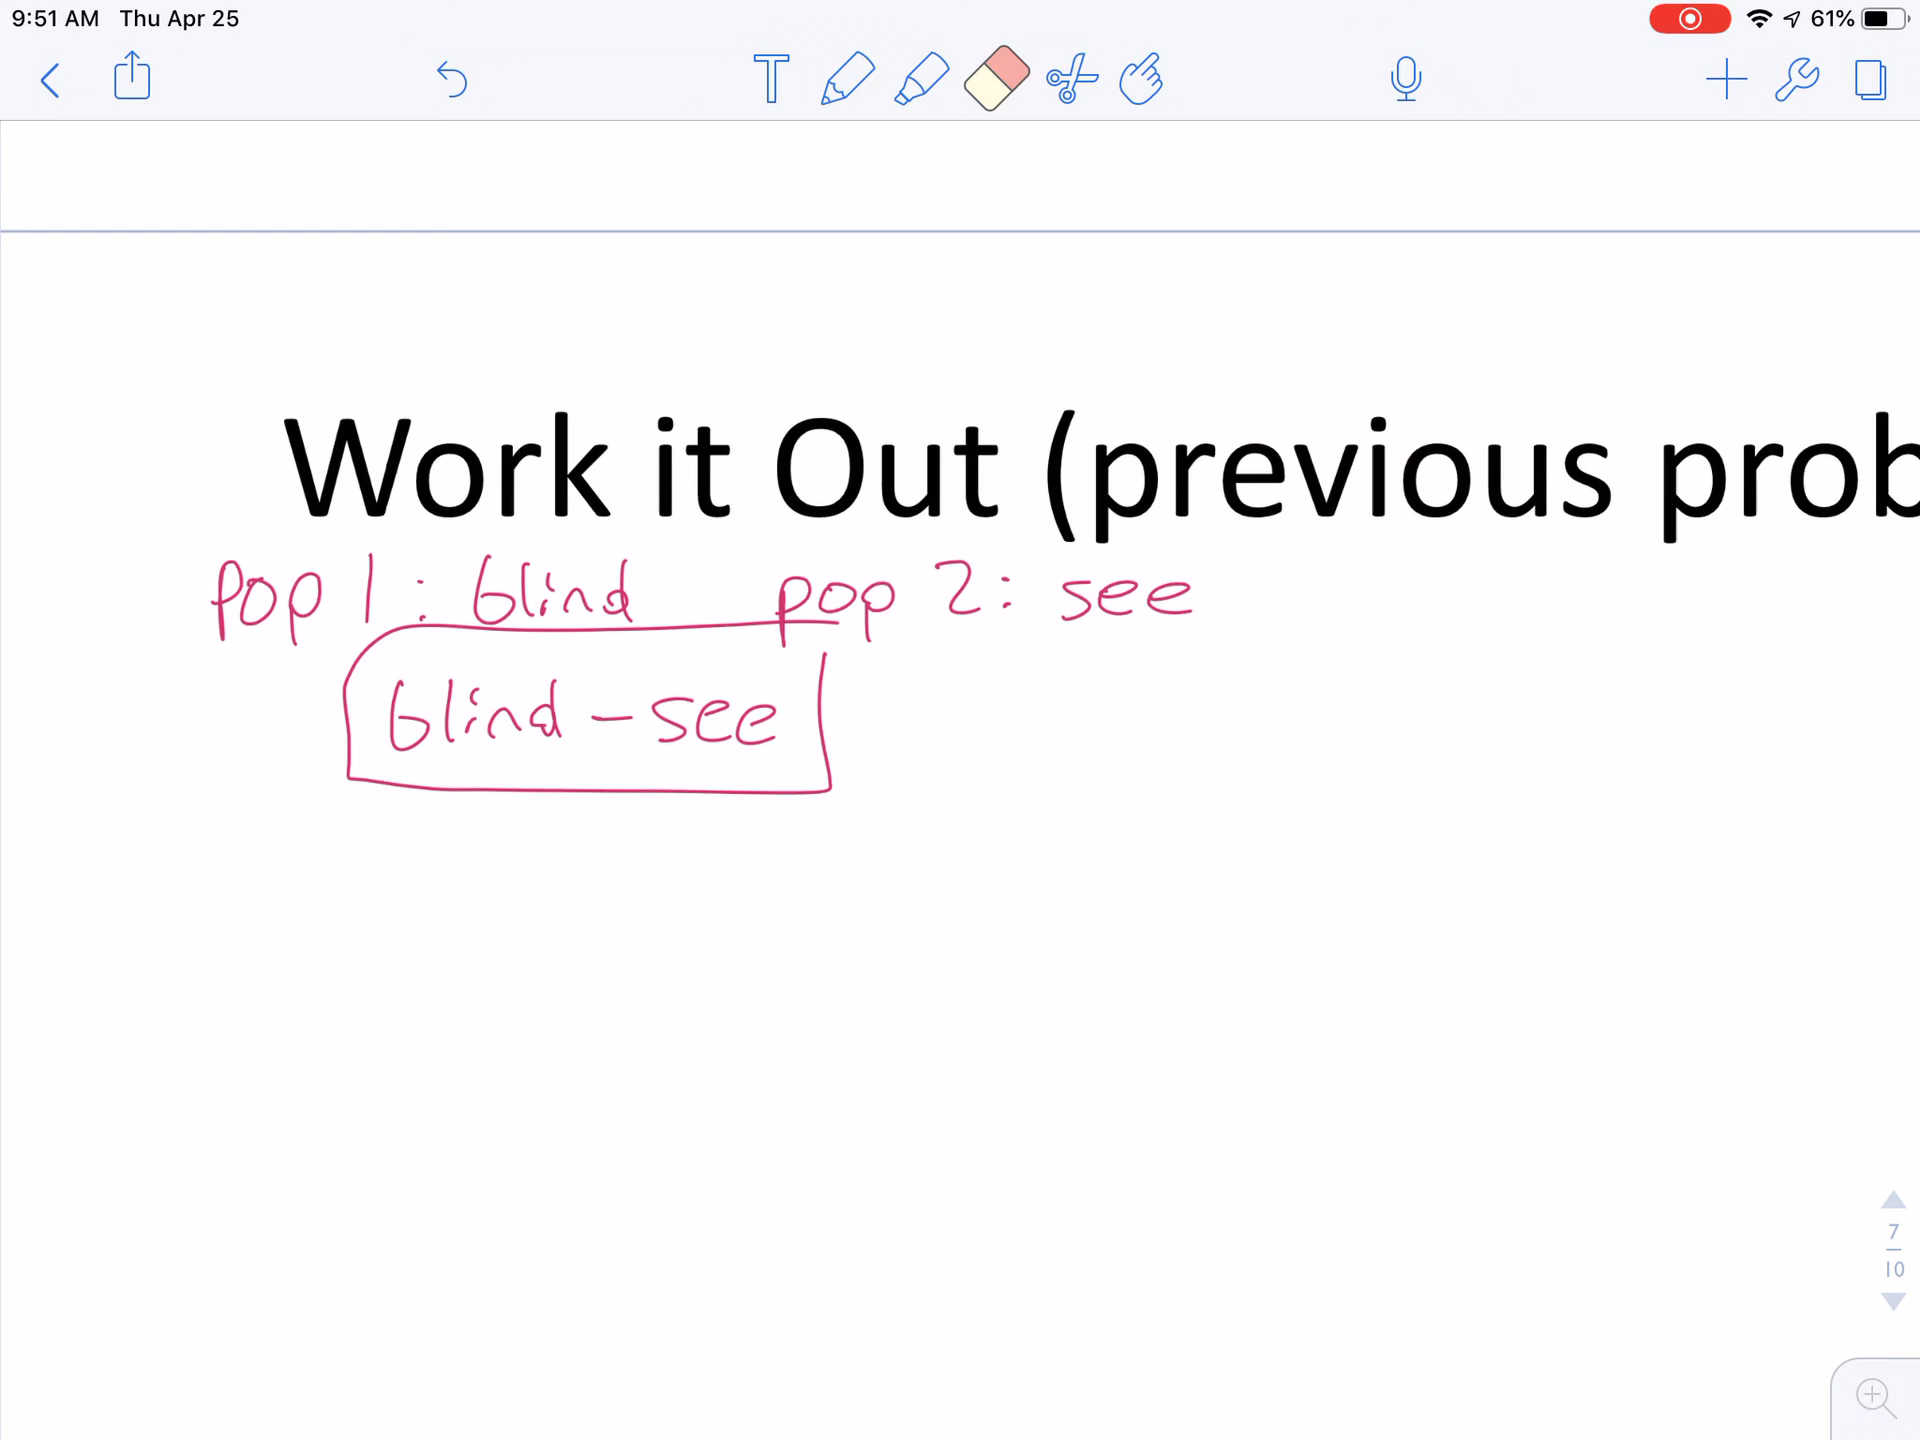 9:51 AM Thu Apr 25 61%
T
Work it Out (previous prob
pop 1: blind pop 2: see
blind - see
7
10